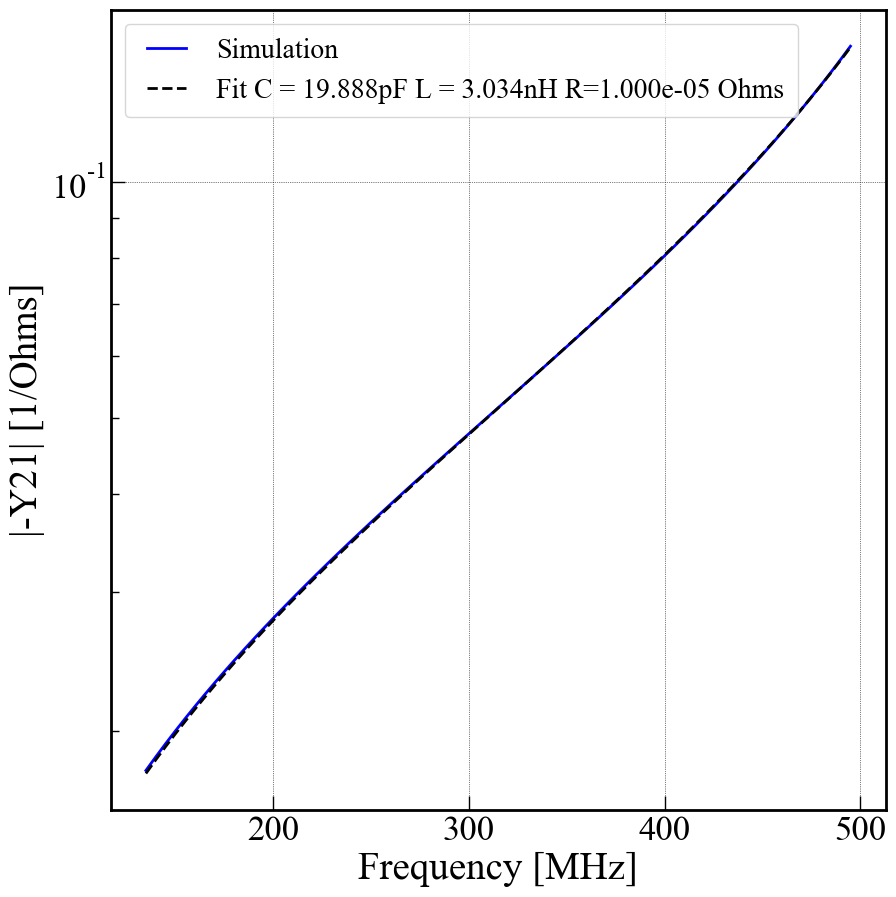 Simulation
Fit C = 19.888pF L = 3.034nH R=1.000e-05 Ohms
10-1
|-Y21| [1/Ohms]
200 300 400 500
Frequency [MHz]